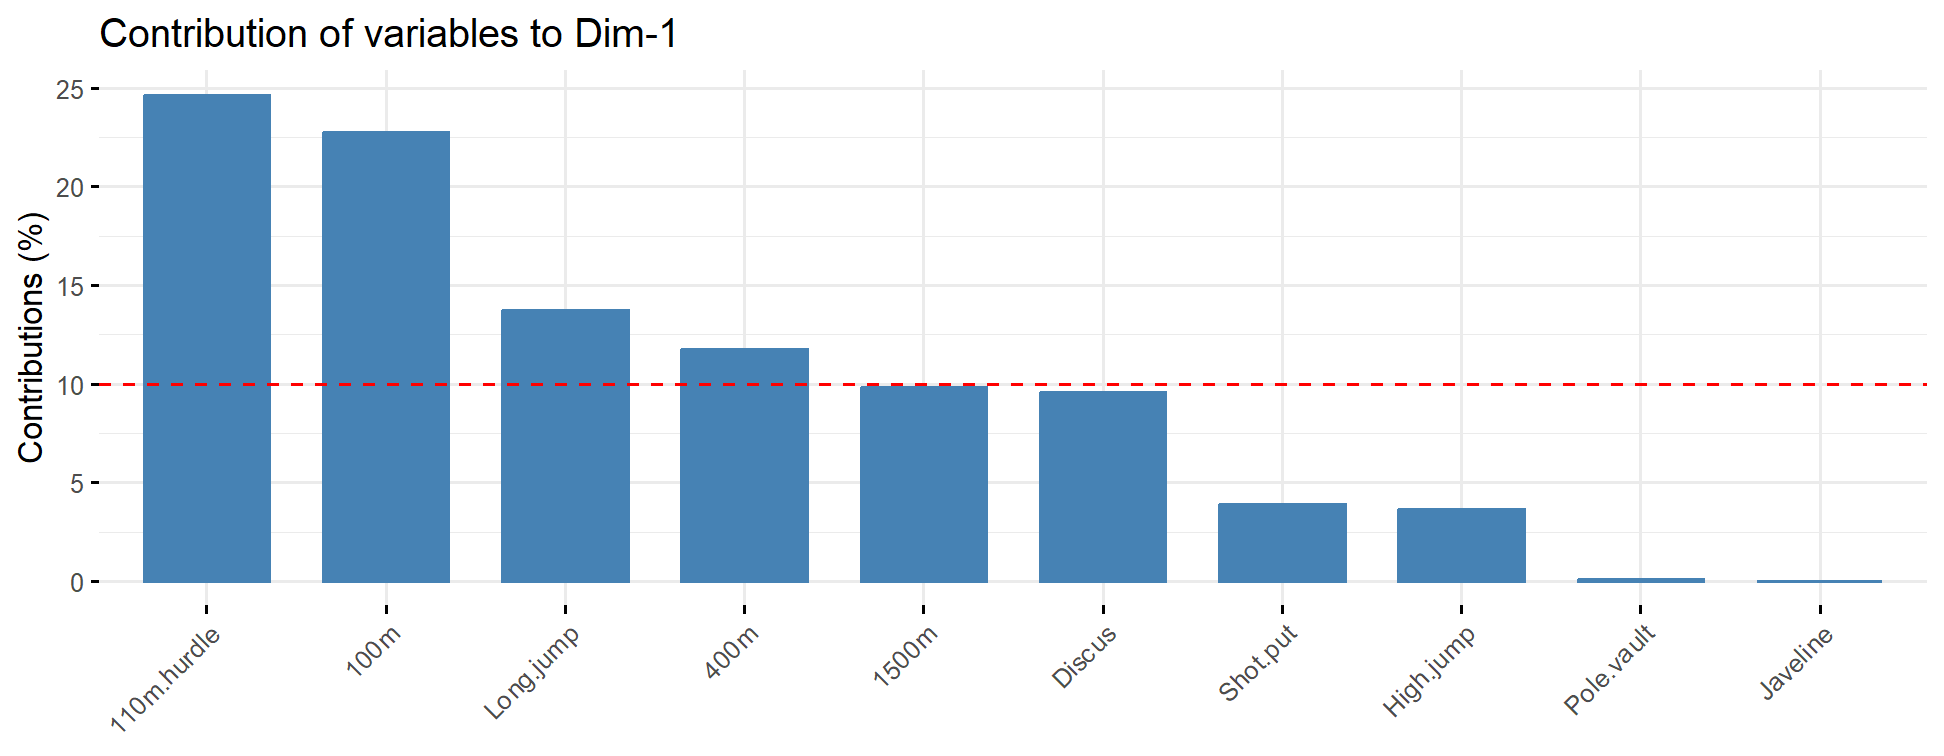 Contribution of variables to Dim-1
Contributions (%)
25
20
15
10
5
0
110m.hurdle
100m
Long.jump
400m
1500m
Discus
Shot.put
High.jump
Pole.vault
Javeline